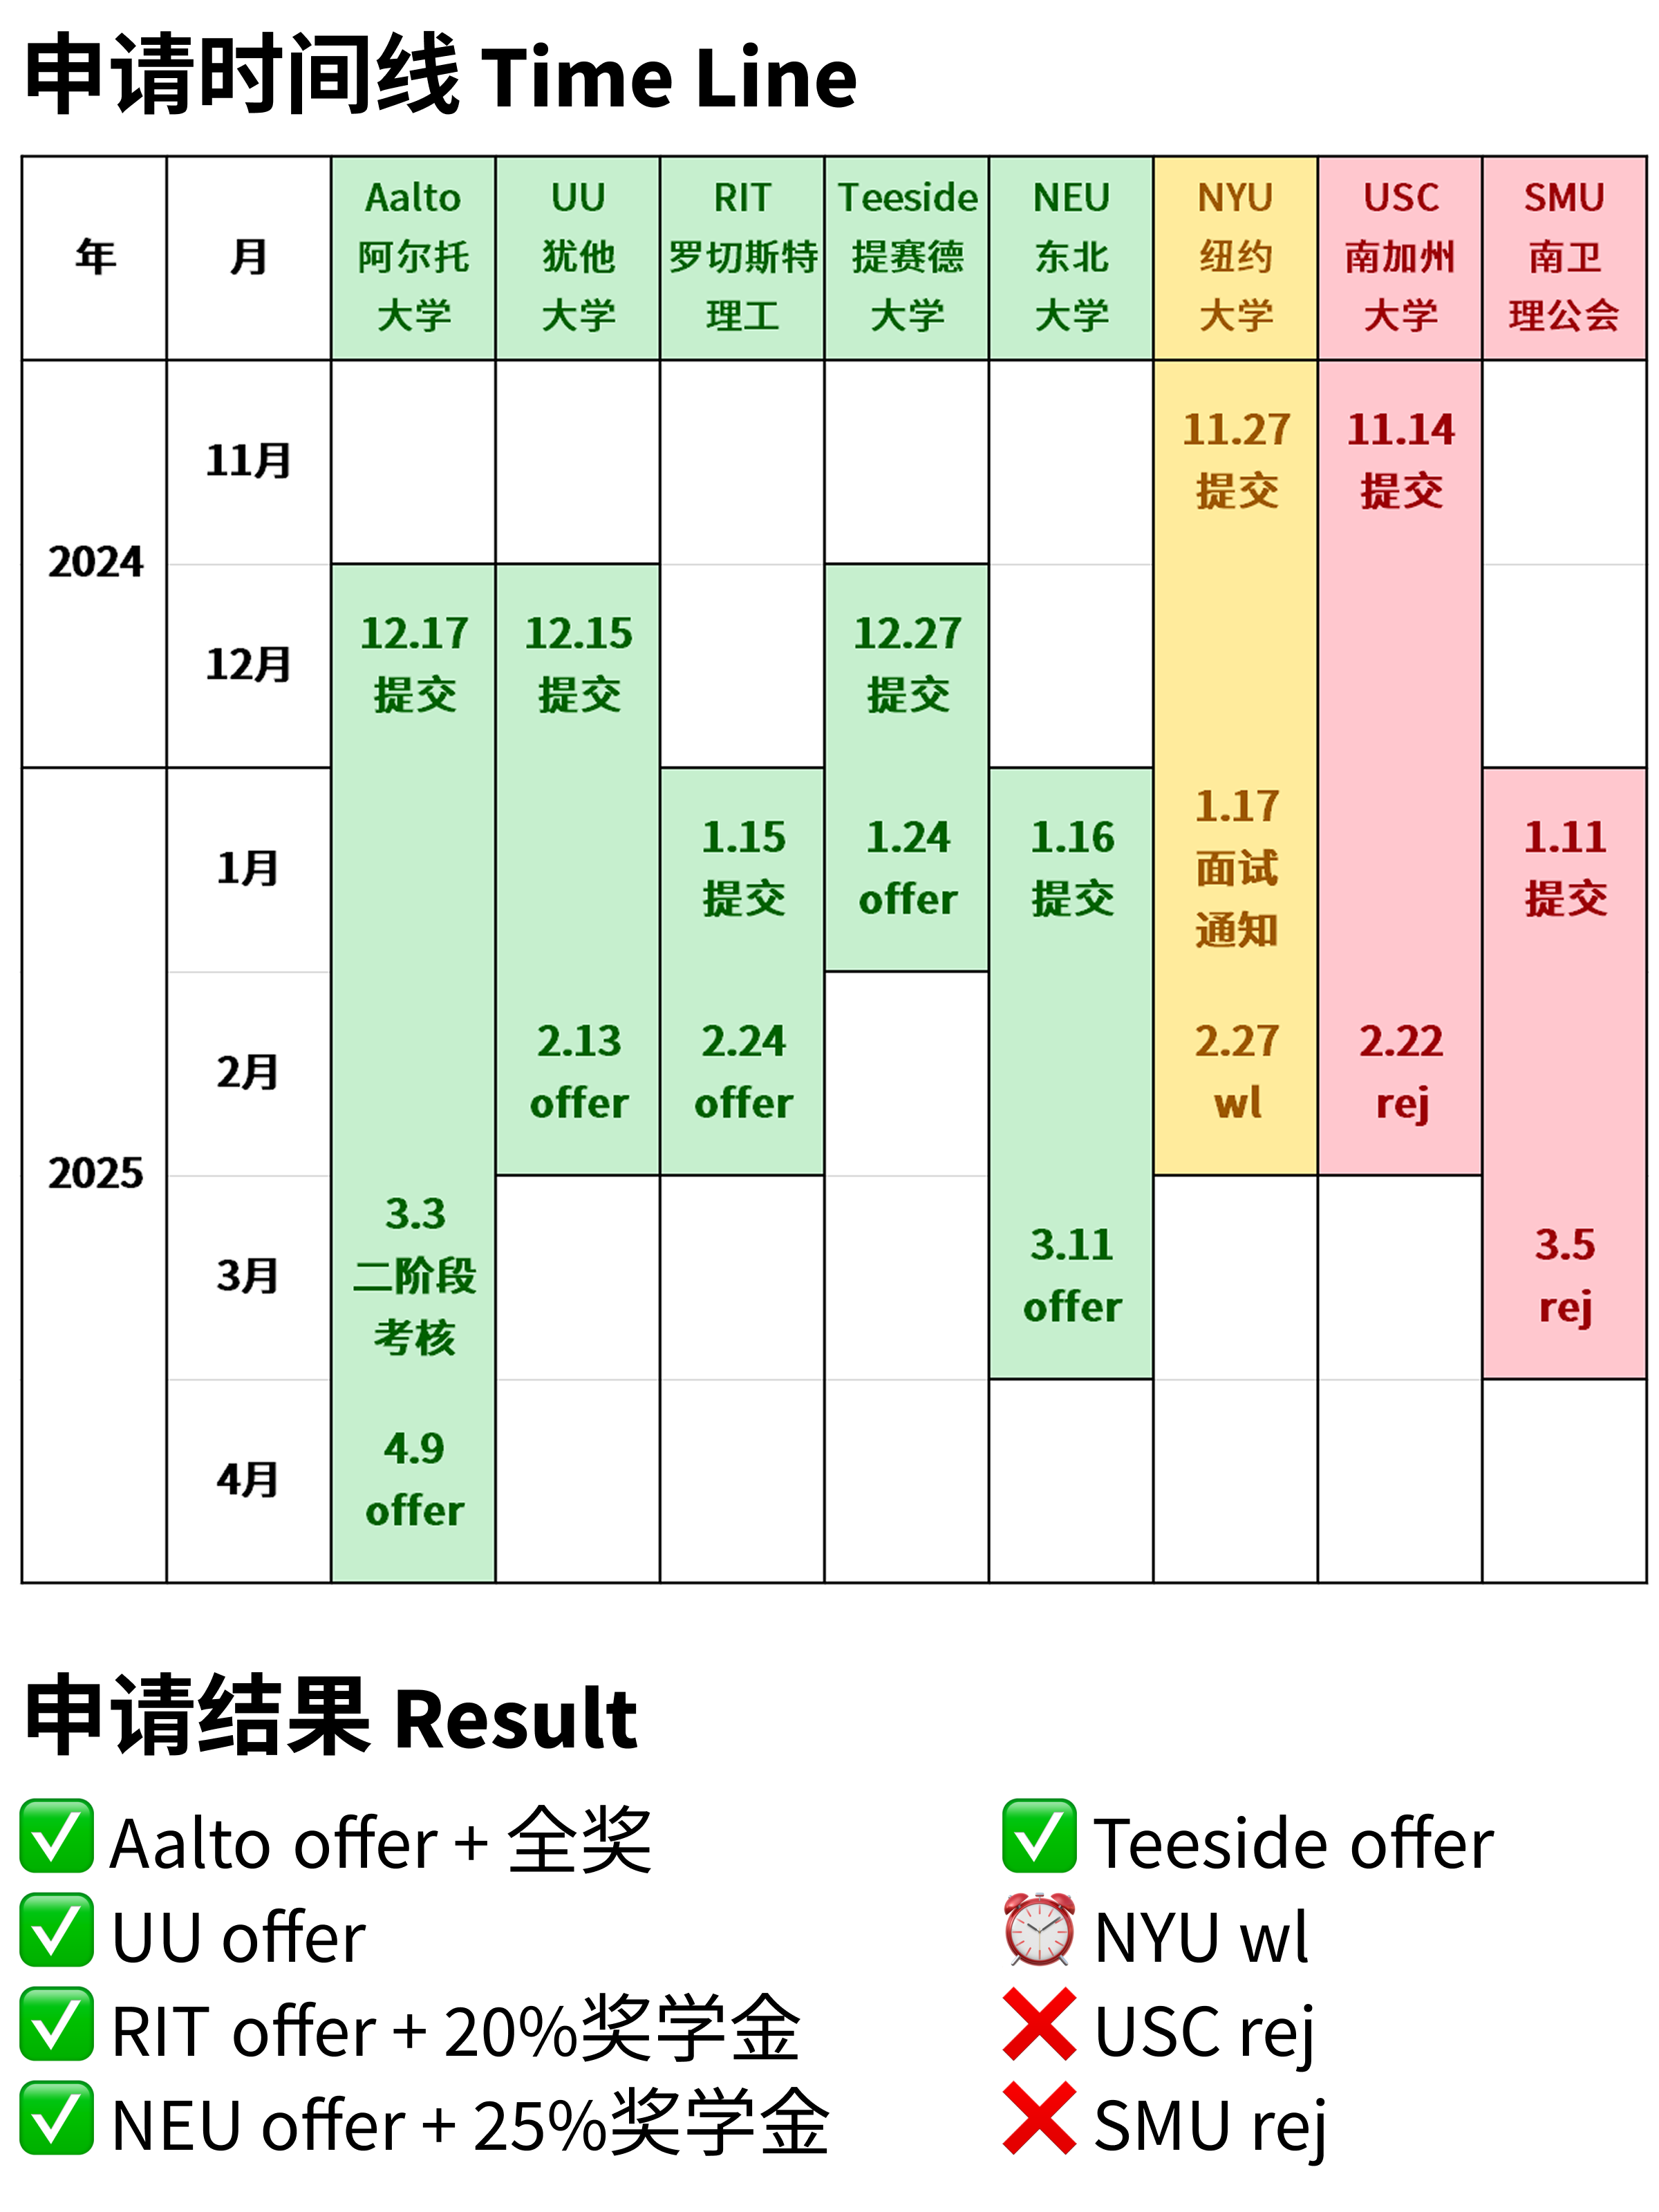 申请时间线 Time Line
年 月 Aalto 阿尔托 大学 UU 犹他 大学 RIT 罗切斯特 理工 Teeside 提赛德 大学 NEU 东北 大学 NYU 纽约 大学 USC 南加州 大学 SMU 南卫 理公会
2024
11月
11.27 提交
11.14 提交
12月
12.17 提交
12.15 提交
12.27 提交
2025
1月
1.15 提交
1.24 offer
1.16 提交
1.17 面试 通知
1.11 提交
2月
2.13 offer
2.24 offer
2.27 wl
2.22 rej
3月
3.3 二阶段 考核
3.11 offer
3.5 rej
4月
4.9 offer
申请结果 Result
✅ Aalto offer + 全奖
✅ UU offer
✅ RIT offer + 20%奖学金
✅ NEU offer + 25%奖学金
✅ Teeside offer
⏰ NYU wl
❌ USC rej
❌ SMU rej